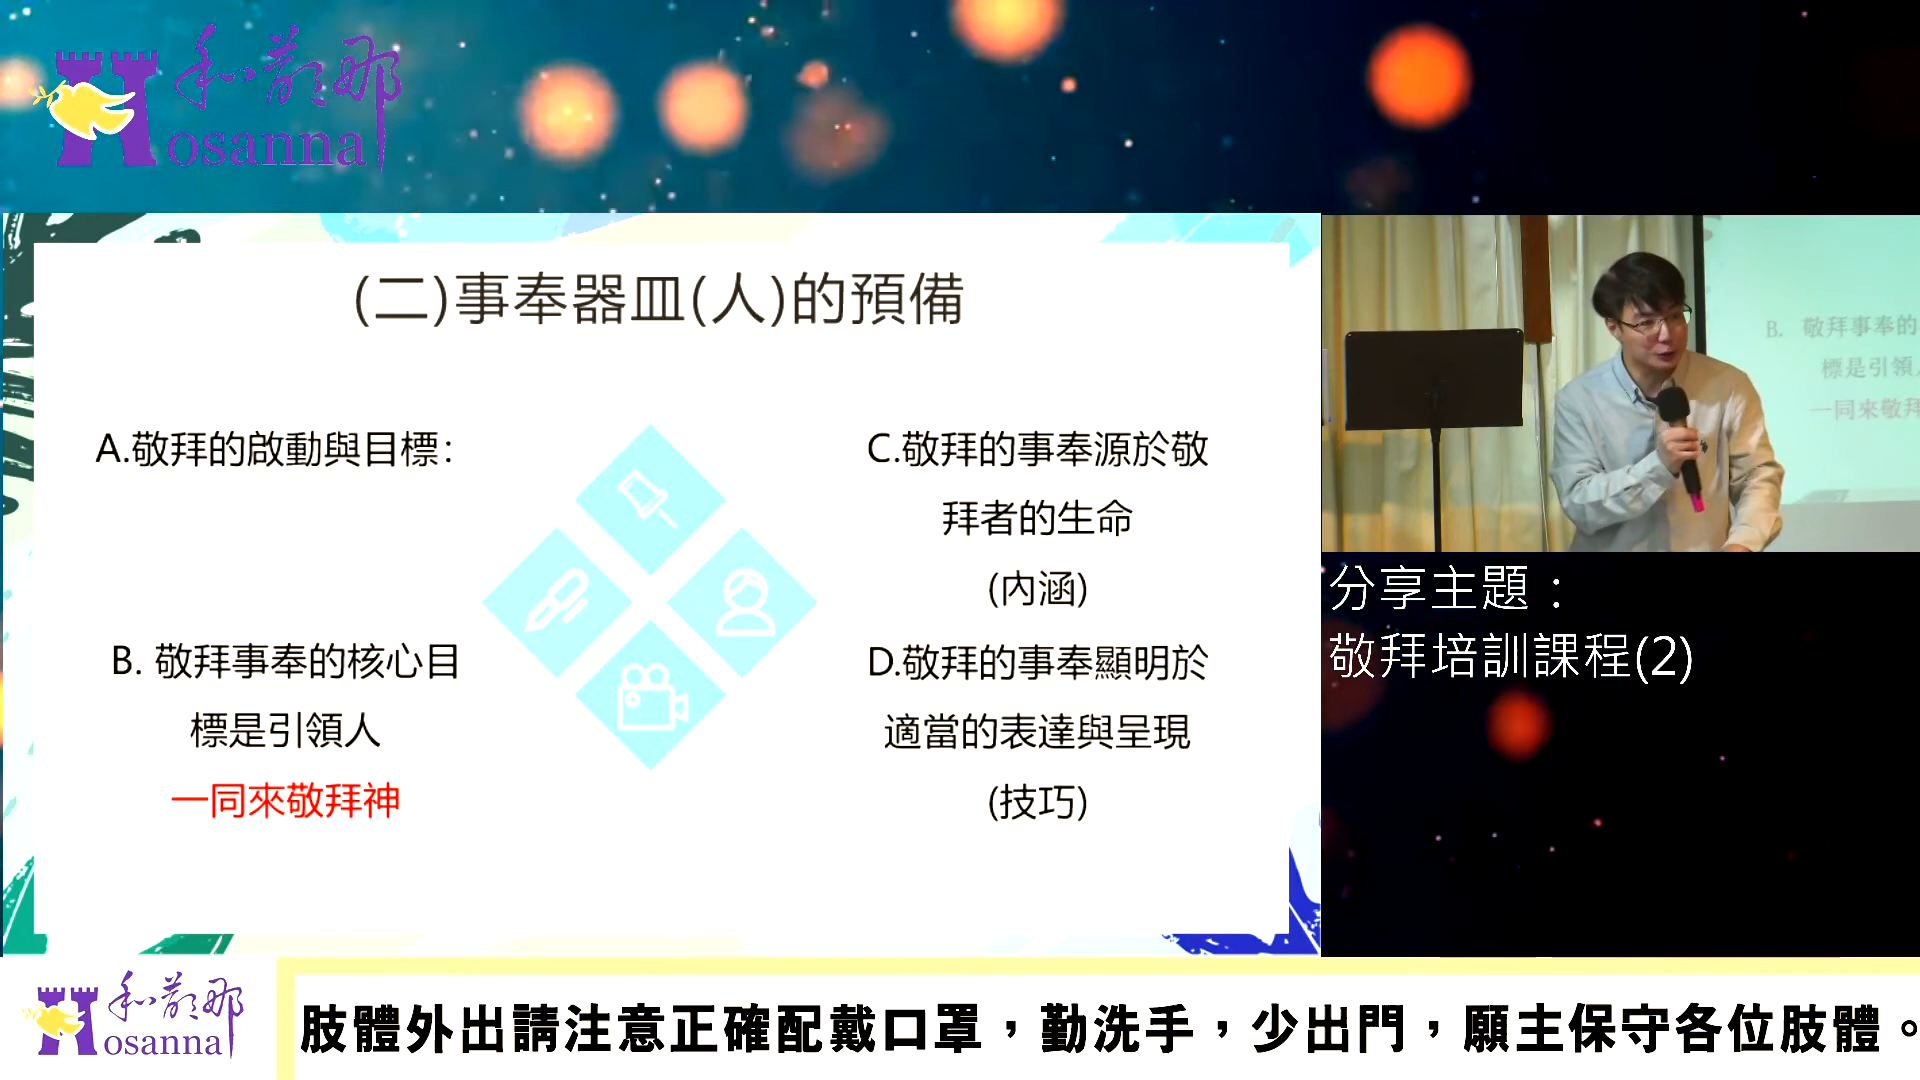 和散那
Hosanna
(二)事奉器皿(人)的預備
A.敬拜的啟動與目標：
B. 敬拜事奉的核心目
標是引領人
一同來敬拜神
C.敬拜的事奉源於敬
拜者的生命
(內涵)
D.敬拜的事奉顯明於
適當的表達與呈現
(技巧)
B. 敬拜事奉的
標是引領
一同來敬拜
分享主題：
敬拜培訓課程(2)
和散那
Hosanna
肢體外出請注意正確配戴口罩，勤洗手，少出門，願主保守各位肢體。